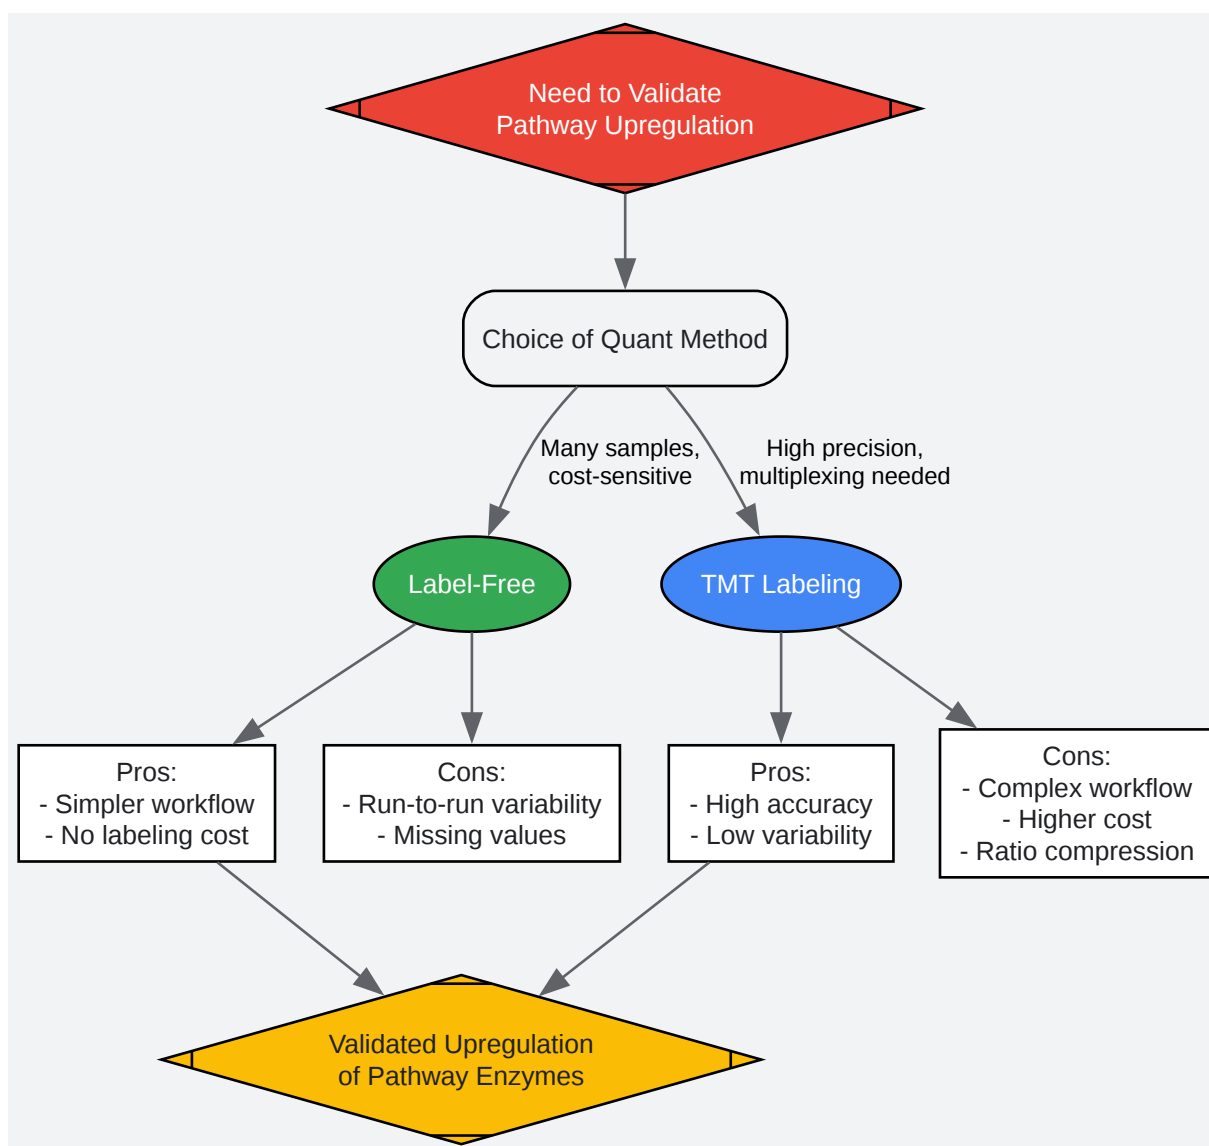 Need to Validate
Pathway Upregulation
Choice of Quant Method
Many samples,
cost-sensitive
High precision,
multiplexing needed
Label-Free
TMT Labeling
Pros:
- Simpler workflow
- No labeling cost
Cons:
- Run-to-run variability
- Missing values
Pros:
- High accuracy
- Low variability
Cons:
- Complex workflow
- Higher cost
- Ratio compression
Validated Upregulation
of Pathway Enzymes